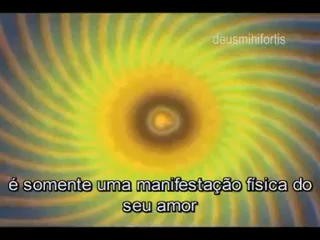 deusmihifortis
é somente uma manifestação física do
seu amor